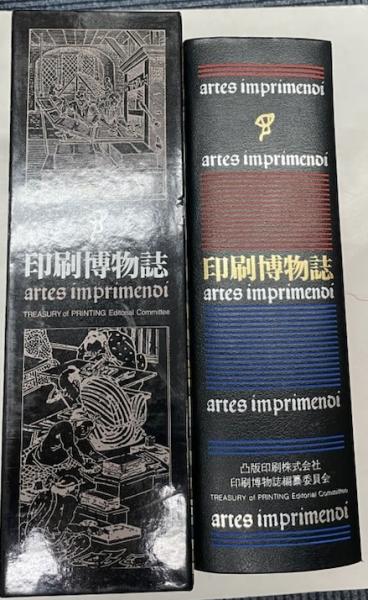 印刷博物誌
artes imprimendi
TREASURY of PRINTING Editorial Committee
artes imprimendi
artes imprimendi
印刷博物誌
artes imprimendi
artes imprimendi
凸版印刷株式会社
印刷博物誌編纂委員会
TREASURY of PRINTING Editorial Committee
artes imprimendi